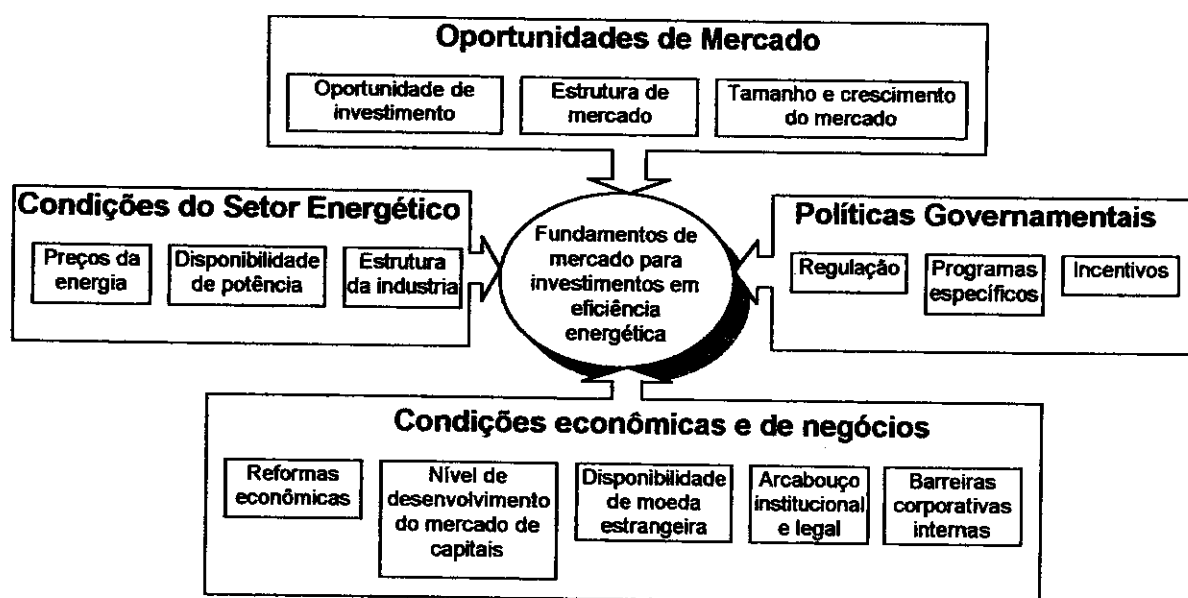 Oportunidades de Mercado
Oportunidade de
investimento
Estrutura de
mercado
Tamanho e crescimento
do mercado
Condições do Setor Energético
Preços da
energia
Disponibilidade
de potência
Estrutura
da industria
Fundamentos de
mercado para
investimentos em
eficiência
energética
Políticas Governamentais
Regulação
Programas
específicos
Incentivos
Condições econômicas e de negócios
Reformas
econômicas
Nível de
desenvolvimento
do mercado de
capitais
Disponibilidade
de moeda
estrangeira
Arcabouço
institucional
e legal
Barreiras
corporativas
internas